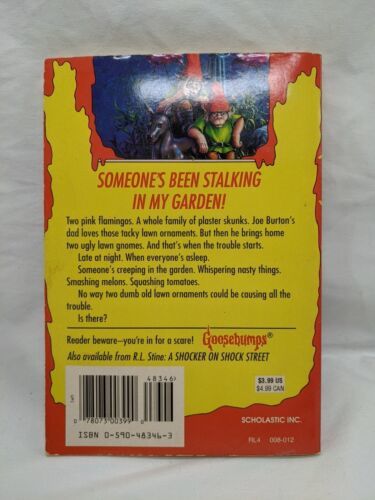 SOMEONE'S BEEN STALKING
IN MY GARDEN!
Two pink flamingos. A whole family of plaster skunks. Joe Burton's
dad loves those tacky lawn ornaments. But then he brings home
two ugly lawn gnomes. And that's when the trouble starts.
Late at night. When everyone's asleep.
Someone's creeping in the garden. Whispering nasty things.
Smashing melons. Squashing tomatoes.
No way two dumb old lawn ornaments could be causing all the
trouble.
Is there?
Reader beware—you're in for a scare! Goosebumps®
Also available from R.L. Stine: A SHOCKER ON SHOCK STREET
48346
$3.99 US
$4.99 CAN
0 78073 00399
ISBN 0-590-48346-3
SCHOLASTIC INC.
RL4 008-012